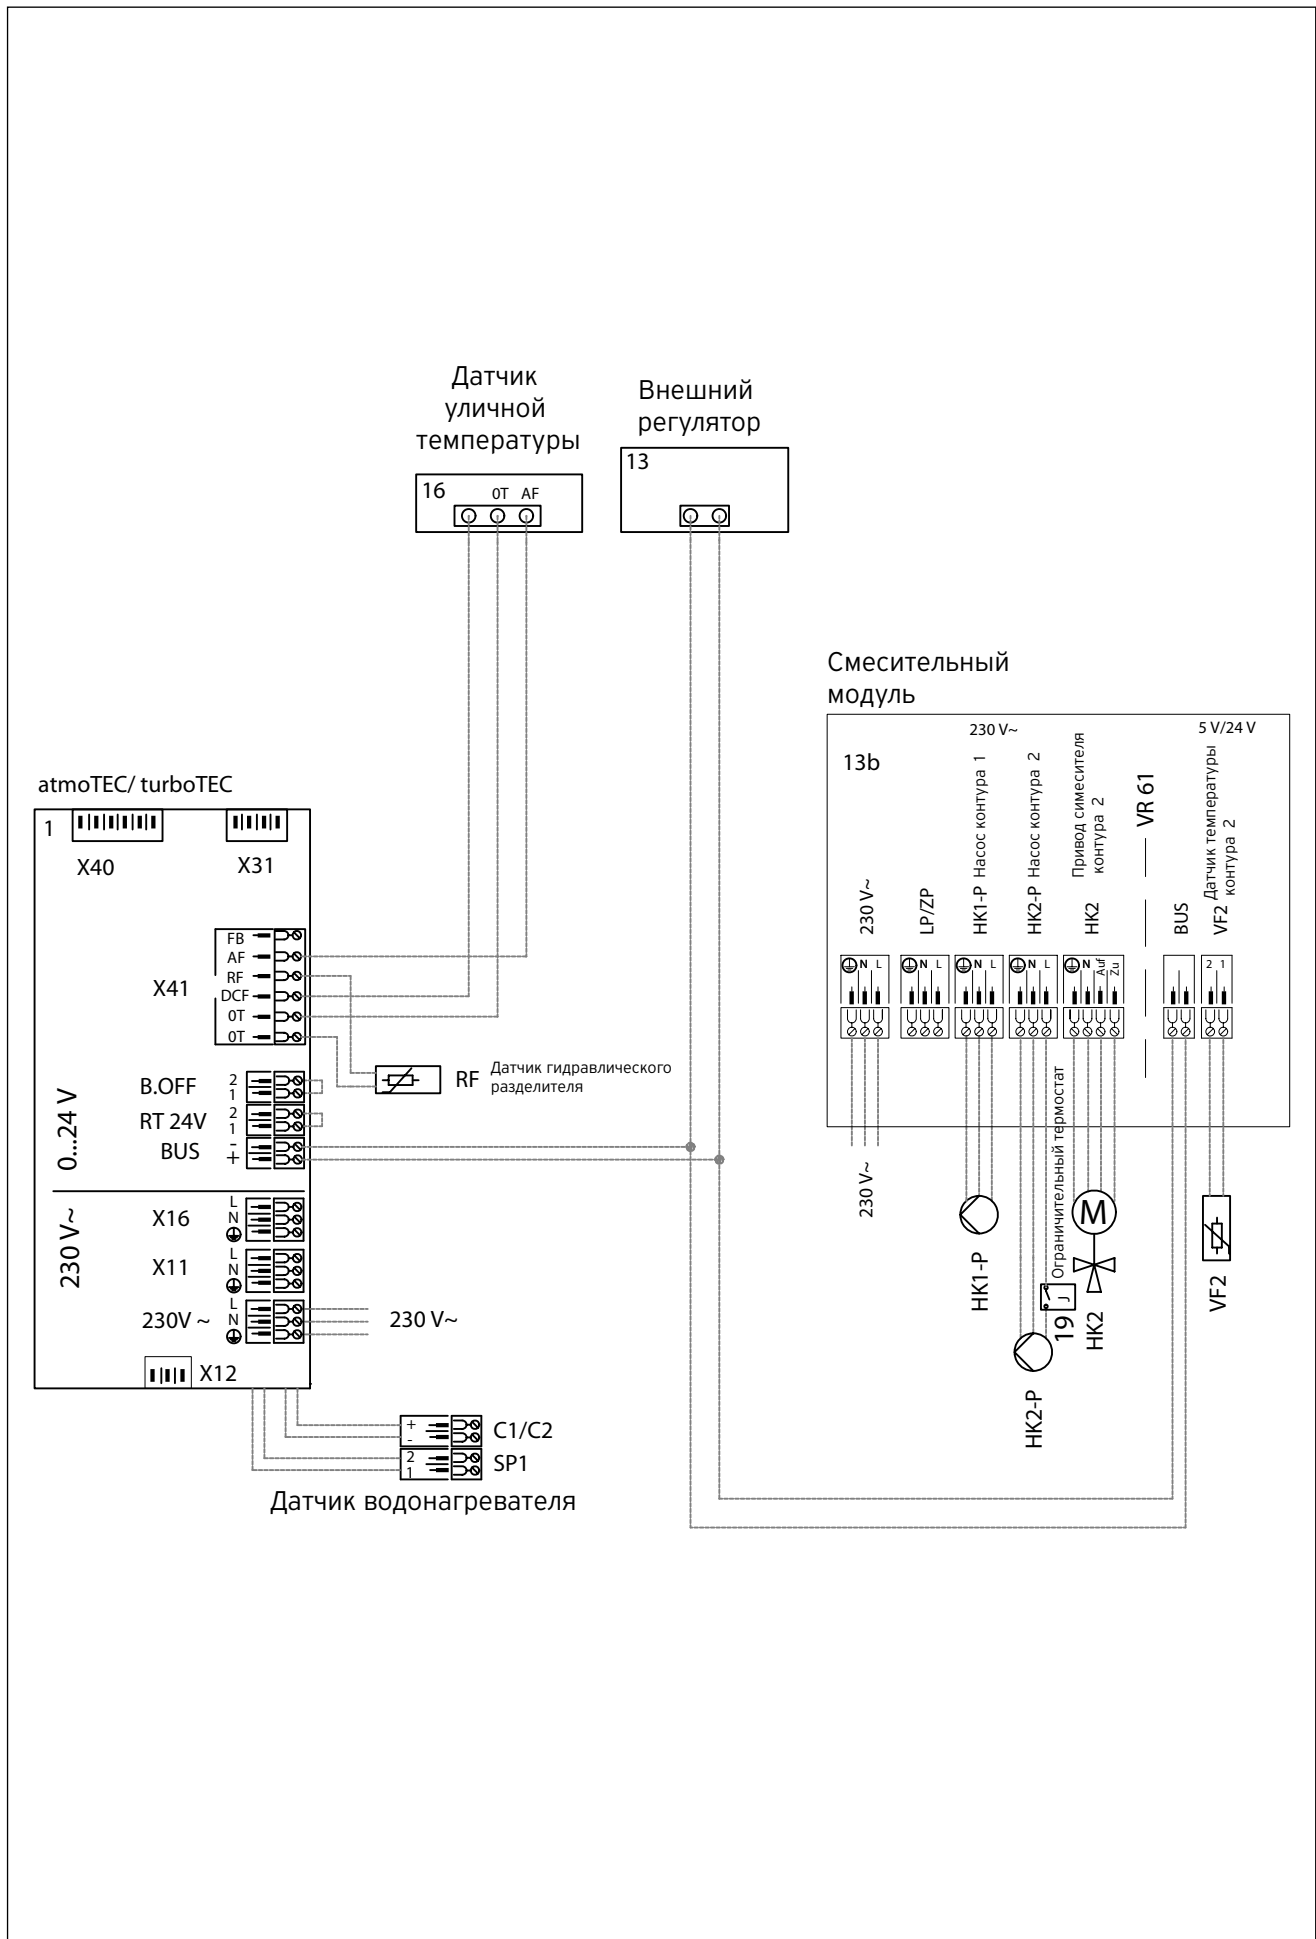 Датчик
уличной
температуры
Внешний
регулятор
16
0T AF
13
Смесительный
модуль
230 V~
5 V/24 V
13b
230 V~
LP/ZP
HK1-P Насос контура 1
HK2-P Насос контура 2
HK2
Привод симесителя
контура 2
VR 61
BUS
VF2
Датчик температуры
контура 2
N L
N L
N L
N L
N Auf Zu
2 1
atmoTEC/ turboTEC
1
X40
X31
X41
FB
AF
RF
DCF
0T
0T
RF
Датчик гидравлического
разделителя
0...24 V
B.OFF
2
1
RT 24V
2
1
BUS
-
+
230 V~
X16
L
N
X11
L
N
230V ~
L
N
230 V~
X12
+
-
C1/C2
2
1
SP1
Датчик водонагревателя
230 V~
HK1-P
HK2-P
Ограничительный термостат
19
J
M
HK2
VF2